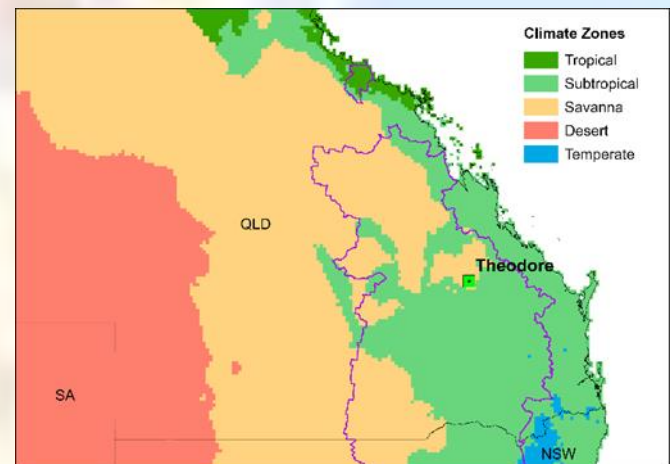 Climate Zones
Tropical
Subtropical
Savanna
Desert
Temperate
QLD
Theodore
SA
NSW